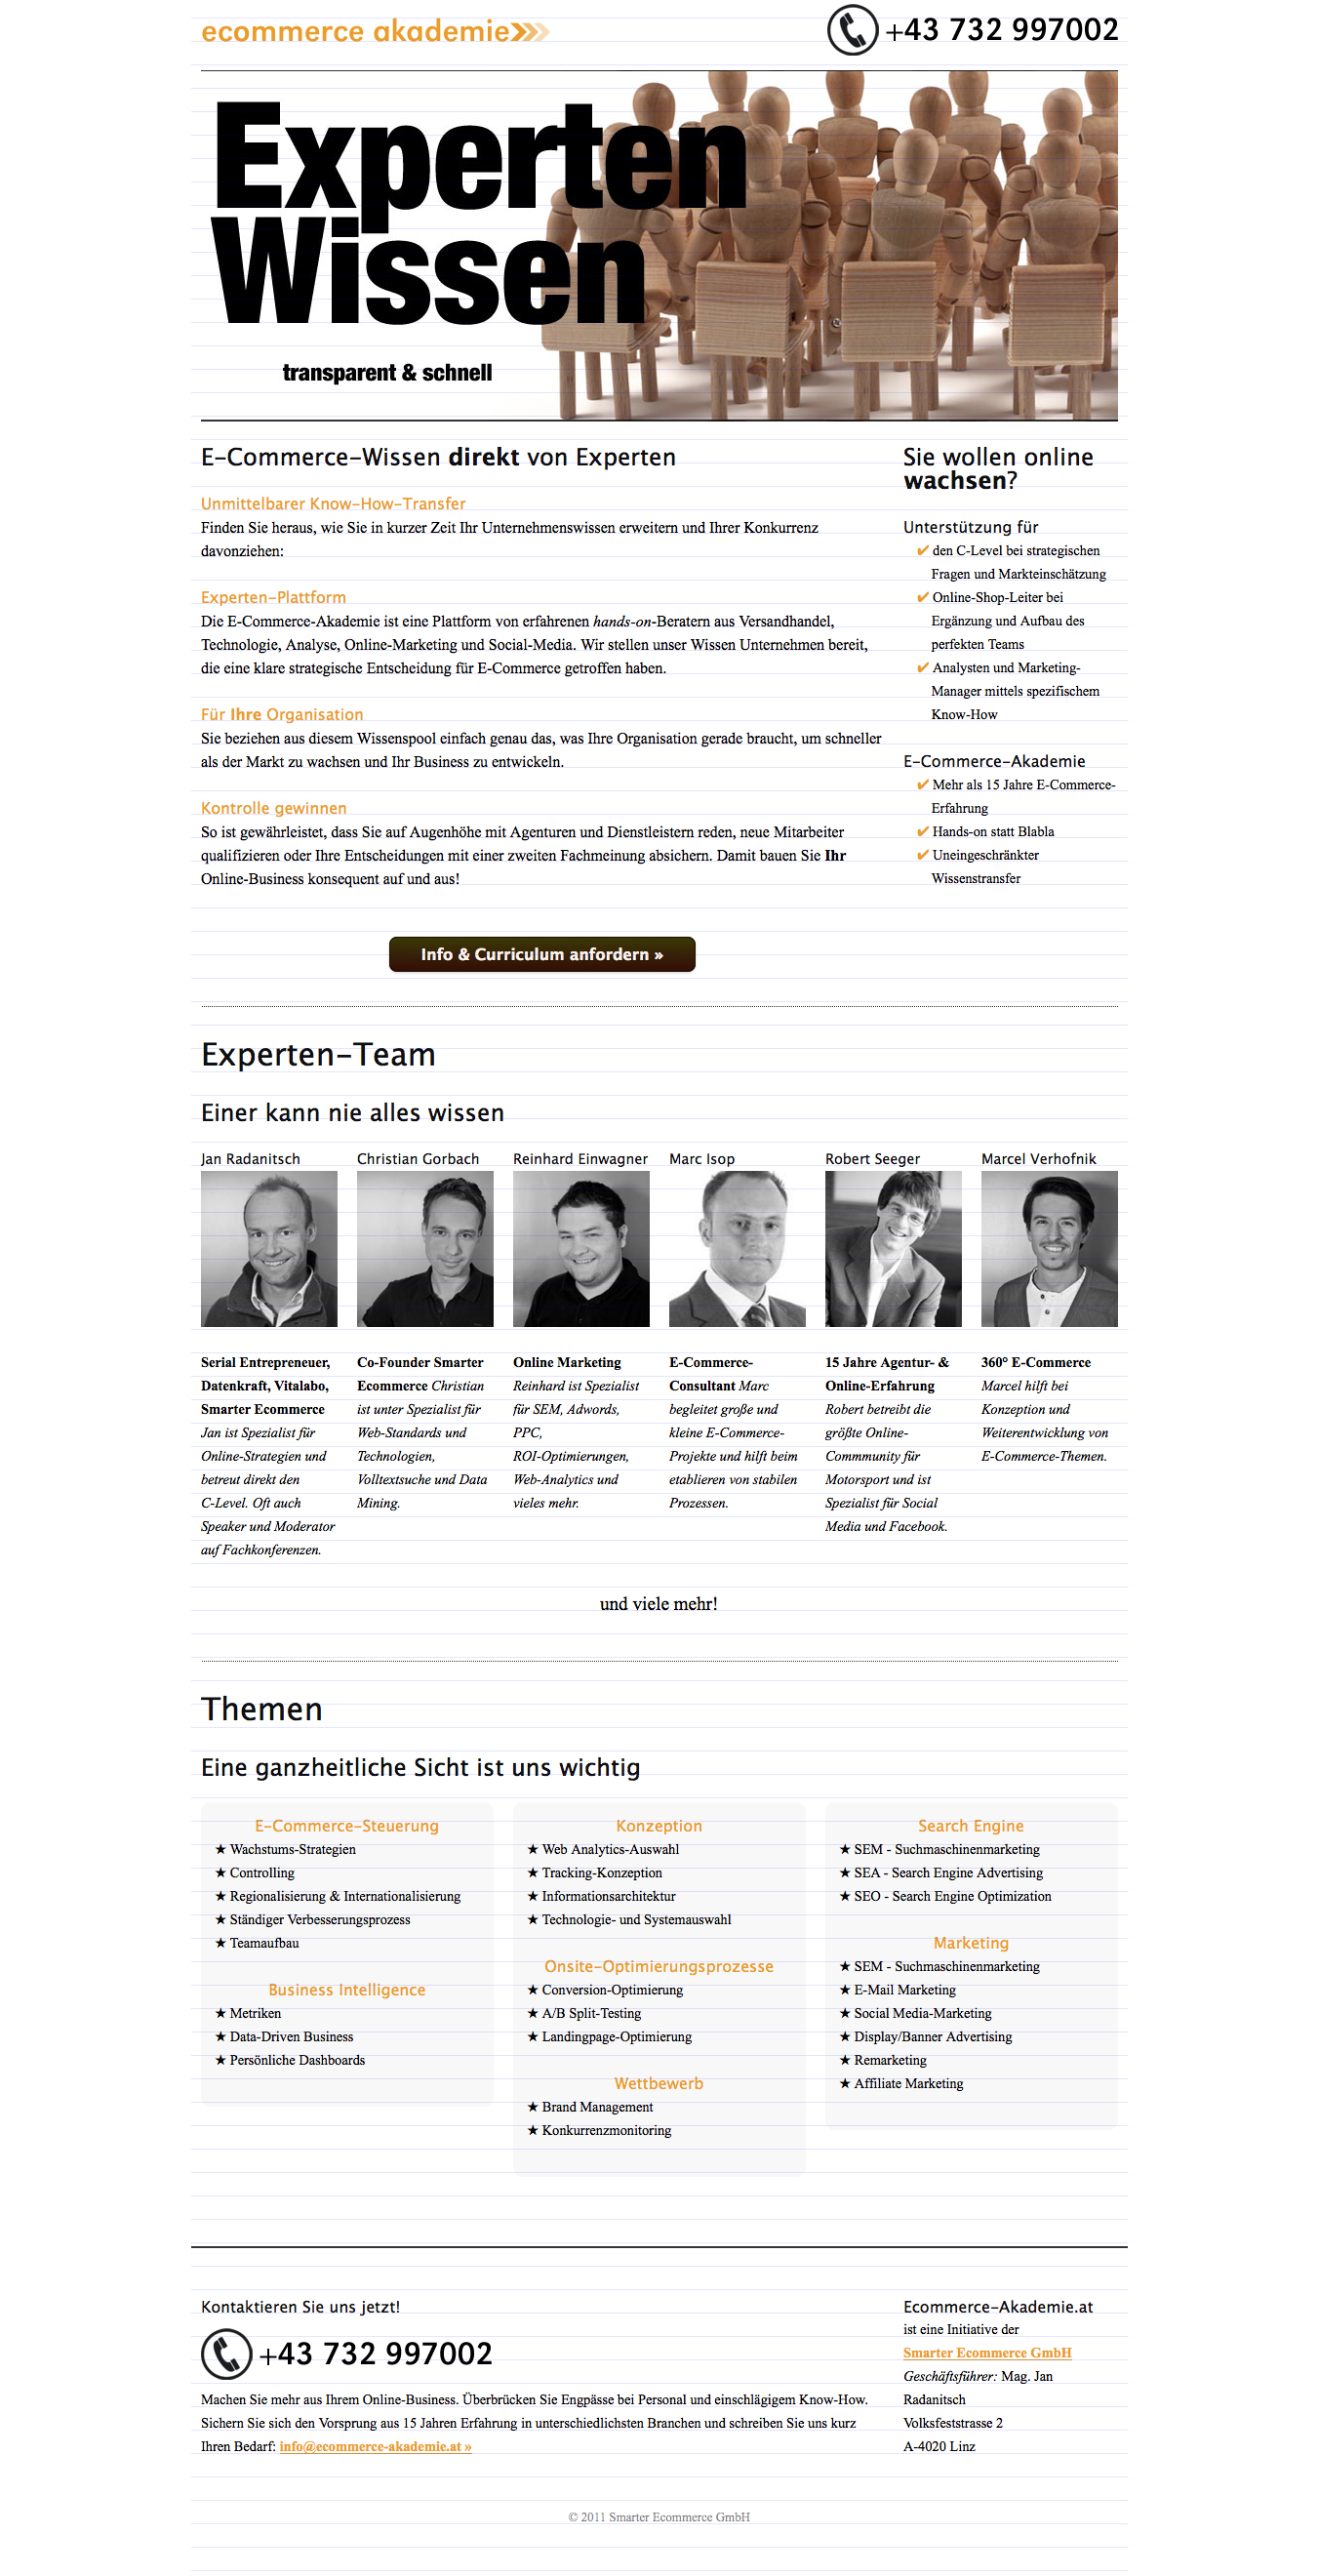 ecommerce akademie
+43 732 997002
Experten
Wissen
transparent & schnell
E-Commerce-Wissen direkt von Experten
Unmittelbarer Know-How-Transfer
Finden Sie heraus, wie Sie in kurzer Zeit Ihr Unternehmenswissen erweitern und Ihrer Konkurrenz
davonziehen:
Experten-Plattform
Die E-Commerce-Akademie ist eine Plattform von erfahrenen hands-on-Beratern aus Versandhandel,
Technologie, Analyse, Online-Marketing und Social-Media. Wir stellen unser Wissen Unternehmen bereit,
die eine klare strategische Entscheidung für E-Commerce getroffen haben.
Für Ihre Organisation
Sie beziehen aus diesem Wissenspool einfach genau das, was Ihre Organisation gerade braucht, um schneller
als der Markt zu wachsen und Ihr Business zu entwickeln.
Kontrolle gewinnen
So ist gewährleistet, dass Sie auf Augenhöhe mit Agenturen und Dienstleistern reden, neue Mitarbeiter
qualifizieren oder Ihre Entscheidungen mit einer zweiten Fachmeinung absichern. Damit bauen Sie Ihr
Online-Business konsequent auf und aus!
Info & Curriculum anfordern »
Sie wollen online
wachsen?
Unterstützung für
✔ den C-Level bei strategischen
Fragen und Markteinschätzung
✔ Online-Shop-Leiter bei
Ergänzung und Aufbau des
perfekten Teams
✔ Analysten und Marketing-
Manager mittels spezifischem
Know-How
E-Commerce-Akademie
✔ Mehr als 15 Jahre E-Commerce-
Erfahrung
✔ Hands-on statt Blabla
✔ Uneingeschränkter
Wissenstransfer
Experten-Team
Einer kann nie alles wissen
Jan Radanitsch
Serial Entrepreneuer,
Datenkraft, Vitalabo,
Smarter Ecommerce
Jan ist Spezialist für
Online-Strategien und
betreut direkt den
C-Level. Oft auch
Speaker und Moderator
auf Fachkonferenzen.
Christian Gorbach
Co-Founder Smarter
Ecommerce Christian
ist unter Spezialist für
Web-Standards und
Technologien,
Volltextsuche und Data
Mining.
Reinhard Einwagner
Online Marketing
Reinhard ist Spezialist
für SEM, Adwords,
PPC,
ROI-Optimierungen,
Web-Analytics und
vieles mehr.
Marc Isop
E-Commerce-
Consultant Marc
begleitet große und
kleine E-Commerce-
Projekte und hilft beim
etablieren von stabilen
Prozessen.
Robert Seeger
15 Jahre Agentur- &
Online-Erfahrung
Robert betreibt die
größte Online-
Commmunity für
Motorsport und ist
Spezialist für Social
Media und Facebook.
Marcel Verhofnik
360° E-Commerce
Marcel hilft bei
Konzeption und
Weiterentwicklung von
E-Commerce-Themen.
und viele mehr!
Themen
Eine ganzheitliche Sicht ist uns wichtig
E-Commerce-Steuerung
★ Wachstums-Strategien
★ Controlling
★ Regionalisierung & Internationalisierung
★ Ständiger Verbesserungsprozess
★ Teamaufbau
Business Intelligence
★ Metriken
★ Data-Driven Business
★ Persönliche Dashboards
Konzeption
★ Web Analytics-Auswahl
★ Tracking-Konzeption
★ Informationsarchitektur
★ Technologie- und Systemauswahl
Onsite-Optimierungsprozesse
★ Conversion-Optimierung
★ A/B Split-Testing
★ Landingpage-Optimierung
Wettbewerb
★ Brand Management
★ Konkurrenzmonitoring
Search Engine
★ SEM - Suchmaschinenmarketing
★ SEA - Search Engine Advertising
★ SEO - Search Engine Optimization
Marketing
★ SEM - Suchmaschinenmarketing
★ E-Mail Marketing
★ Social Media-Marketing
★ Display/Banner Advertising
★ Remarketing
★ Affiliate Marketing
Kontaktieren Sie uns jetzt!
+43 732 997002
Machen Sie mehr aus Ihrem Online-Business. Überbrücken Sie Engpässe bei Personal und einschlägigem Know-How.
Sichern Sie sich den Vorsprung aus 15 Jahren Erfahrung in unterschiedlichsten Branchen und schreiben Sie uns kurz
Ihren Bedarf: info@ecommerce-akademie.at »
Ecommerce-Akademie.at
ist eine Initiative der
Smarter Ecommerce GmbH
Geschäftsführer: Mag. Jan
Radanitsch
Volksfeststrasse 2
A-4020 Linz
© 2011 Smarter Ecommerce GmbH